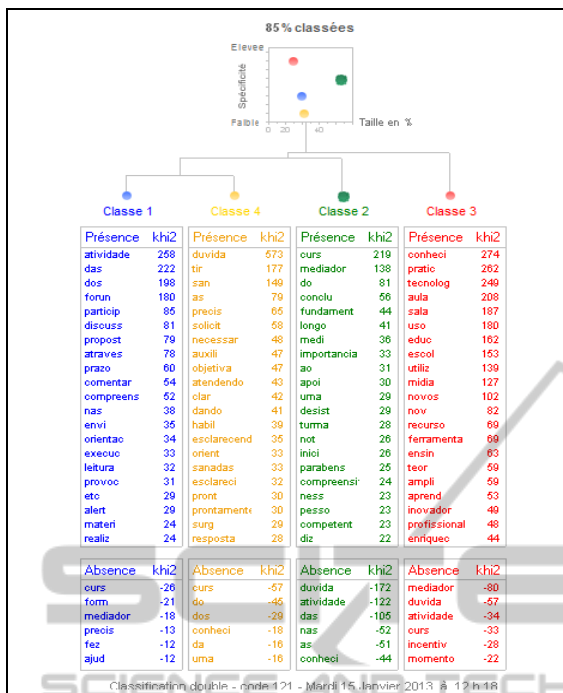 85% classées
Elevee
Spécificité
Faible
Taille en %
0 20 40
Classe 1 Classe 4 Classe 2 Classe 3
Présence khi2 Présence khi2 Présence khi2 Présence khi2
atividade 258 duvida 573 curs 219 conheci 274
das 222 tir 177 mediador 138 pratic 262
dos 198 san 149 do 81 tecnolog 249
forun 180 as 79 conclu 56 aula 208
particip 85 precis 65 fundament 44 sala 187
discuss 81 solicit 58 longo 41 uso 180
propost 79 necessar 48 medi 36 educ 162
atraves 78 auxili 47 importancia 33 escol 153
prazo 60 objetiva 47 ao 31 utiliz 139
comentar 54 atendendo 43 apoi 30 midia 127
compreens 52 clar 42 uma 29 novos 102
nas 38 dando 41 desist 29 nov 82
envi 35 habil 39 turma 28 recurso 69
orientac 34 esclarecend 35 not 26 ferramenta 69
execuc 33 orient 33 inici 26 ensin 63
leitura 32 sanadas 33 parabens 25 teor 59
provoc 31 esclareci 32 compreensi 24 ampli 59
etc 29 pront 30 ness 23 aprend 53
alert 29 prontamente 30 pesso 23 inovador 49
materi 24 surg 29 competent 23 profissional 48
realiz 24 resposta 28 diz 22 enriquec 44
Absence khi2 Absence khi2 Absence khi2 Absence khi2
curs -26 curs -57 duvida -172 mediador -80
form -21 do -45 atividade -122 duvida -57
mediador -18 dos -29 das -105 atividade -34
precis -13 conheci -18 nas -52 curs -33
fez -12 da -16 as -51 incentiv -28
ajud -12 uma -16 conheci -44 momento -22
Classification double - code 121 - Mardi 15 Janvier 2013 à 12 h 18